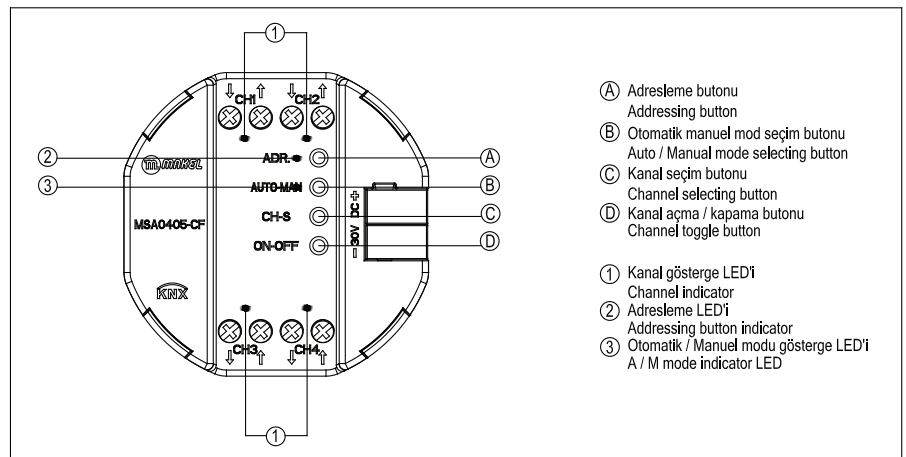 ①
CH1 CH2
② ADR. Ⓐ
m MAKEL
③ AUTO-MAN Ⓑ
MSA0405-CF
CH-S Ⓒ
ON-OFF Ⓓ
− 30V DC +
KNX
CH3 CH4
①
Ⓐ Adresleme butonu
Addressing button
Ⓑ Otomatik manuel mod seçim butonu
Auto / Manual mode selecting button
Ⓒ Kanal seçim butonu
Channel selecting button
Ⓓ Kanal açma / kapama butonu
Channel toggle button
① Kanal gösterge LED'i
Channel indicator
② Adresleme LED'i
Addressing button indicator
③ Otomatik / Manuel modu gösterge LED'i
A / M mode indicator LED